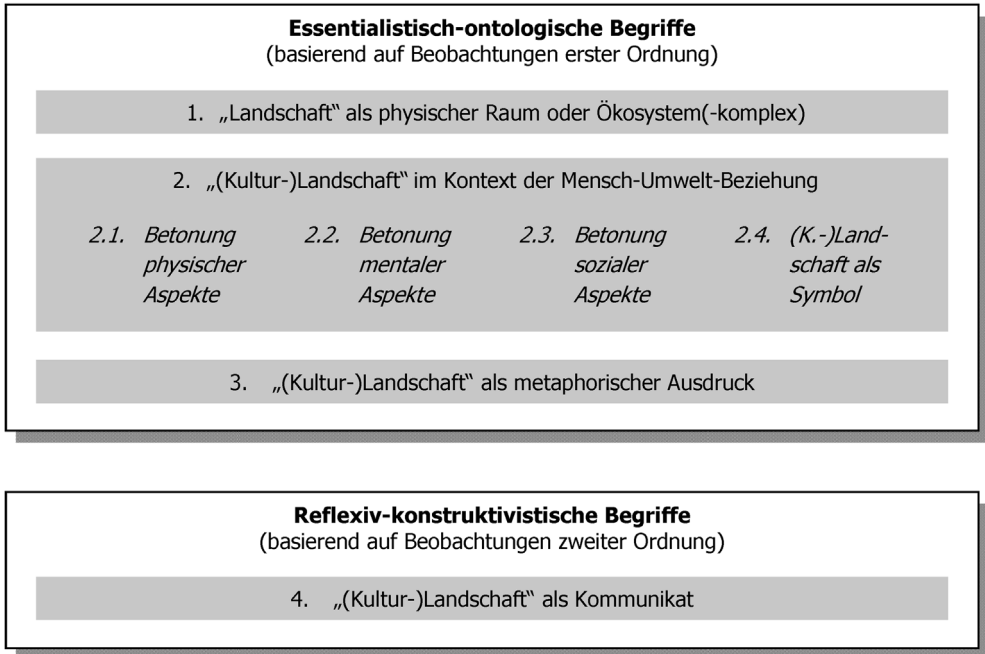 Essentialistisch-ontologische Begriffe
(basierend auf Beobachtungen erster Ordnung)
1. „Landschaft“ als physischer Raum oder Ökosystem(-komplex)
2. „(Kultur-)Landschaft“ im Kontext der Mensch-Umwelt-Beziehung
2.1. Betonung
physischer
Aspekte
2.2. Betonung
mentaler
Aspekte
2.3. Betonung
sozialer
Aspekte
2.4. (K.-)Land-
schaft als
Symbol
3. „(Kultur-)Landschaft“ als metaphorischer Ausdruck
Reflexiv-konstruktivistische Begriffe
(basierend auf Beobachtungen zweiter Ordnung)
4. „(Kultur-)Landschaft“ als Kommunikat